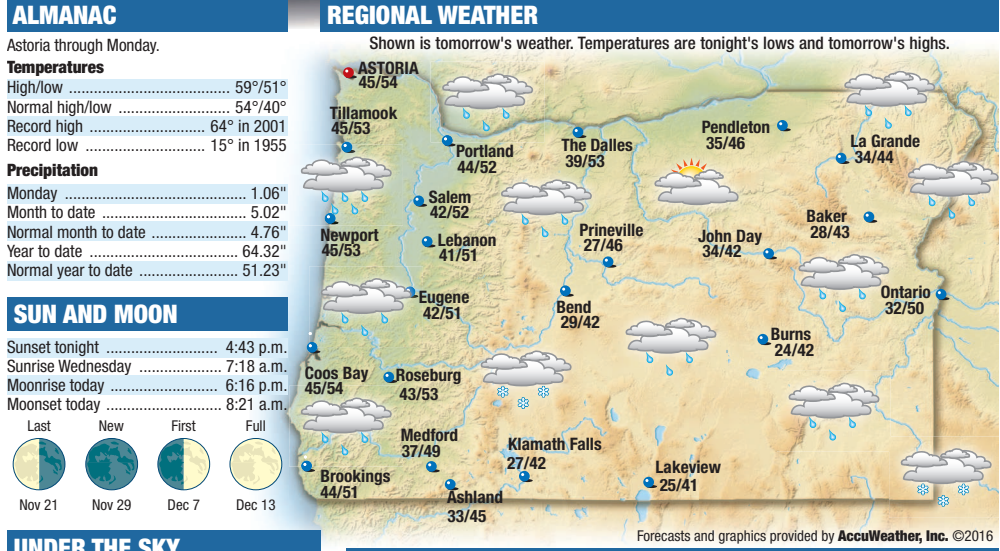 ALMANAC
Astoria through Monday.
Temperatures
High/low ................................ 59°/51°
Normal high/low .................... 54°/40°
Record high ........................... 64° in 2001
Record low ........................... 15° in 1955
Precipitation
Monday ........................................ 1.06"
Month to date ................................ 5.02"
Normal month to date .................... 4.76"
Year to date ................................. 64.32"
Normal year to date ..................... 51.23"
SUN AND MOON
Sunset tonight ........................... 4:43 p.m.
Sunrise Wednesday .................. 7:18 a.m.
Moonrise today ......................... 6:16 p.m.
Moonset today ........................... 8:21 a.m.
Last New First Full
Nov 21 Nov 29 Dec 7 Dec 13
UNDER THE SKY
REGIONAL WEATHER
Shown is tomorrow's weather. Temperatures are tonight's lows and tomorrow's highs.
ASTORIA
45/54
Tillamook
45/53
Portland
44/52
The Dalles
39/53
Pendleton
35/46
La Grande
34/44
Salem
42/52
Newport
45/53
Lebanon
41/51
Prineville
27/46
John Day
34/42
Baker
28/43
Eugene
42/51
Bend
29/42
Ontario
32/50
Burns
24/42
Coos Bay
45/54
Roseburg
43/53
Medford
37/49
Klamath Falls
27/42
Brookings
44/51
Ashland
33/45
Lakeview
25/41
Forecasts and graphics provided by AccuWeather, Inc. ©2016